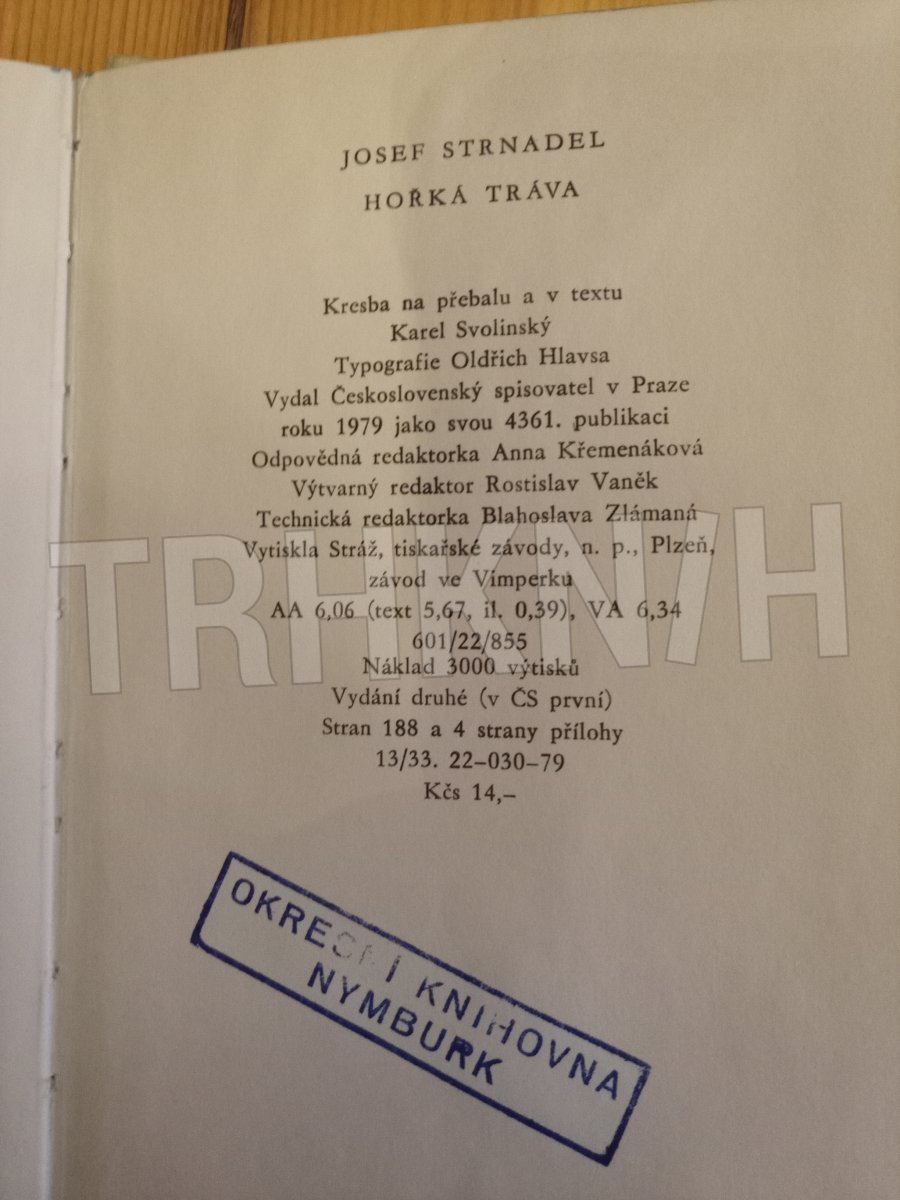 JOSEF STRNADEL
HOŘKÁ TRÁVA
Kresba na přebalu a v textu
Karel Svolinský
Typografie Oldřich Hlavsa
Vydal Československý spisovatel v Praze
roku 1979 jako svou 4361. publikaci
Odpovědná redaktorka Anna Křemenáková
Výtvarný redaktor Rostislav Vaněk
Technická redaktorka Blahoslava Zlámaná
Vytiskla Stráž, tiskařské závody, n. p., Plzeň,
závod ve Vimperku
AA 6,06 (text 5,67, il. 0,39), VA 6,34
601/22/855
Náklad 3000 výtisků
Vydání druhé (v ČS první)
Stran 188 a 4 strany přílohy
13/33. 22–030–79
Kčs 14,–
TRHKNIH
OKRESNÍ KNIHOVNA
NYMBURK